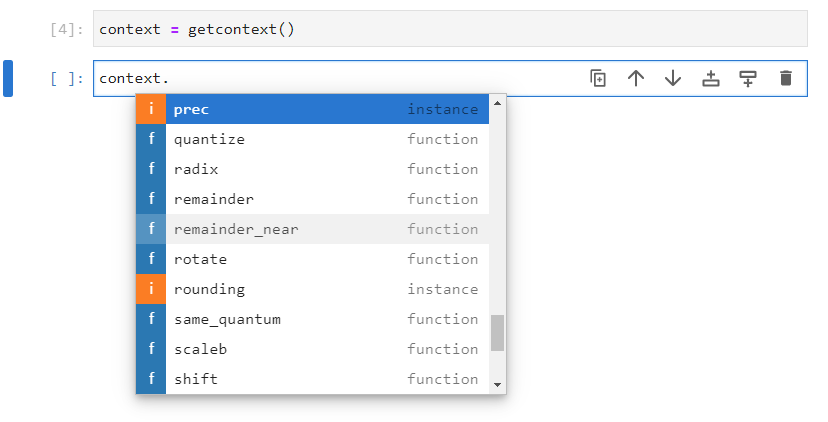 [4]: context = getcontext()
[ ]: context.
i prec instance
f quantize function
f radix function
f remainder function
f remainder_near function
f rotate function
i rounding instance
f same_quantum function
f scaleb function
f shift function